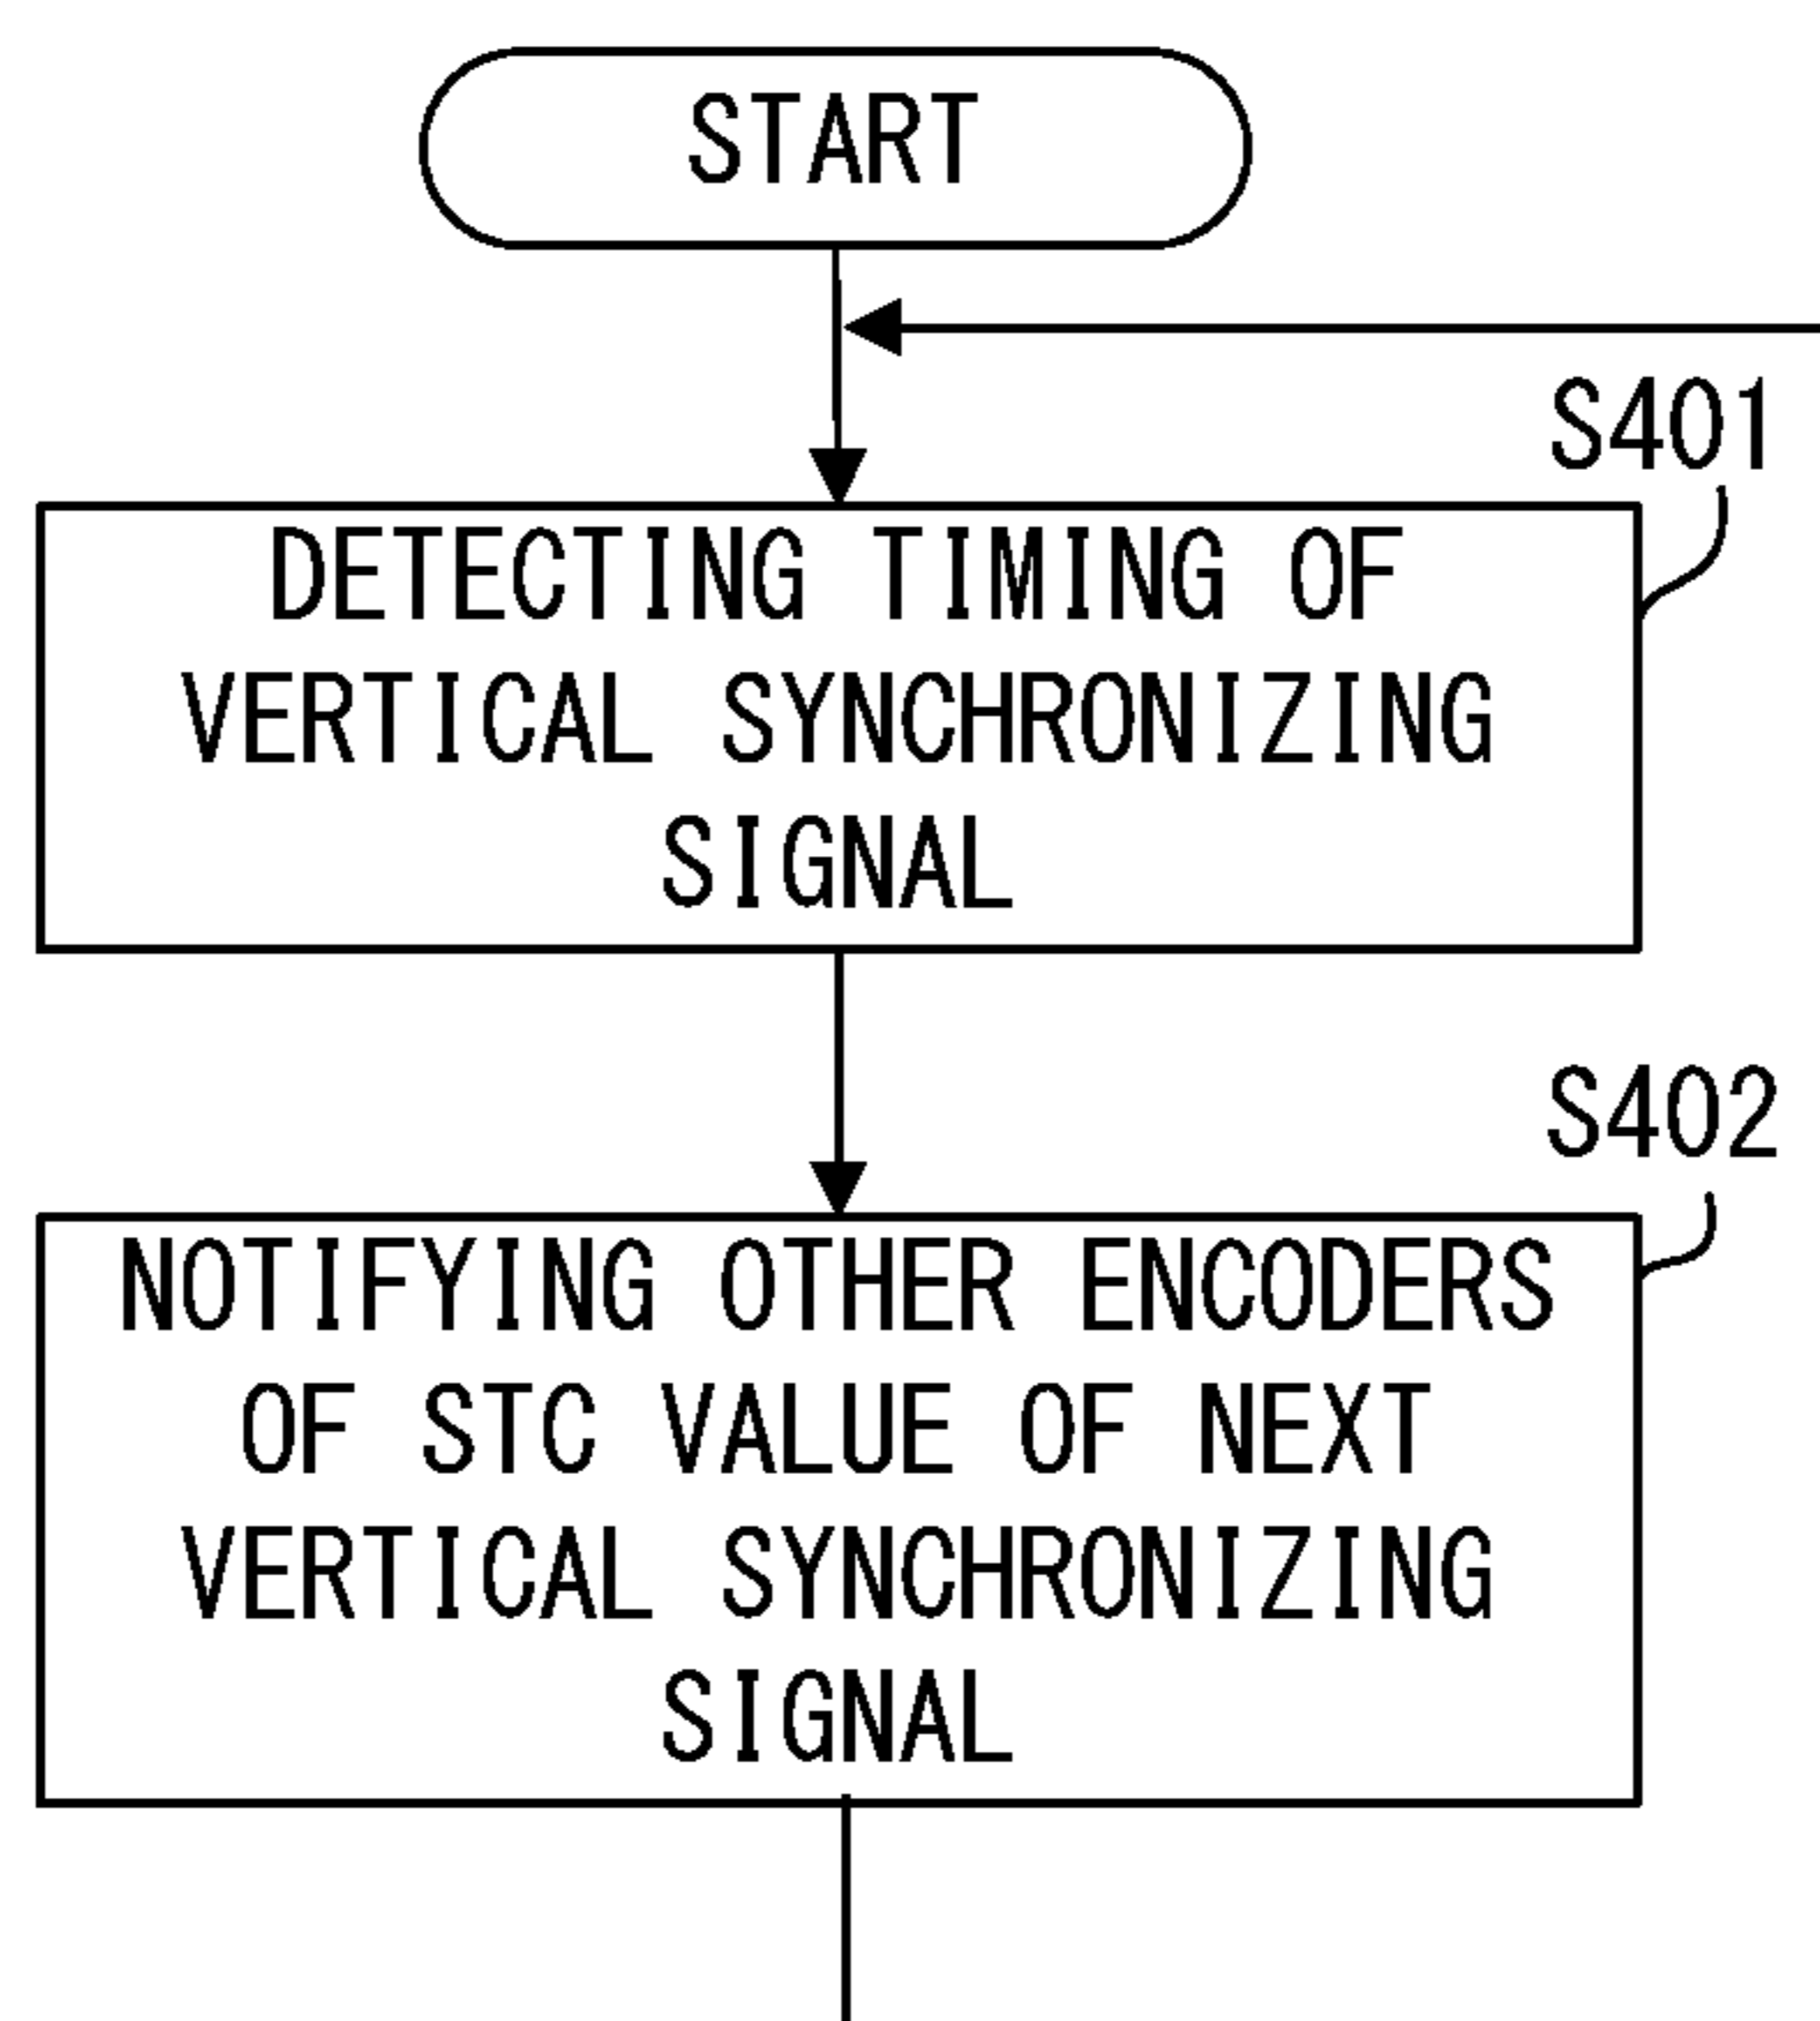 START
S401
DETECTING TIMING OF
VERTICAL SYNCHRONIZING
SIGNAL
S402
NOTIFYING OTHER ENCODERS
OF STC VALUE OF NEXT
VERTICAL SYNCHRONIZING
SIGNAL